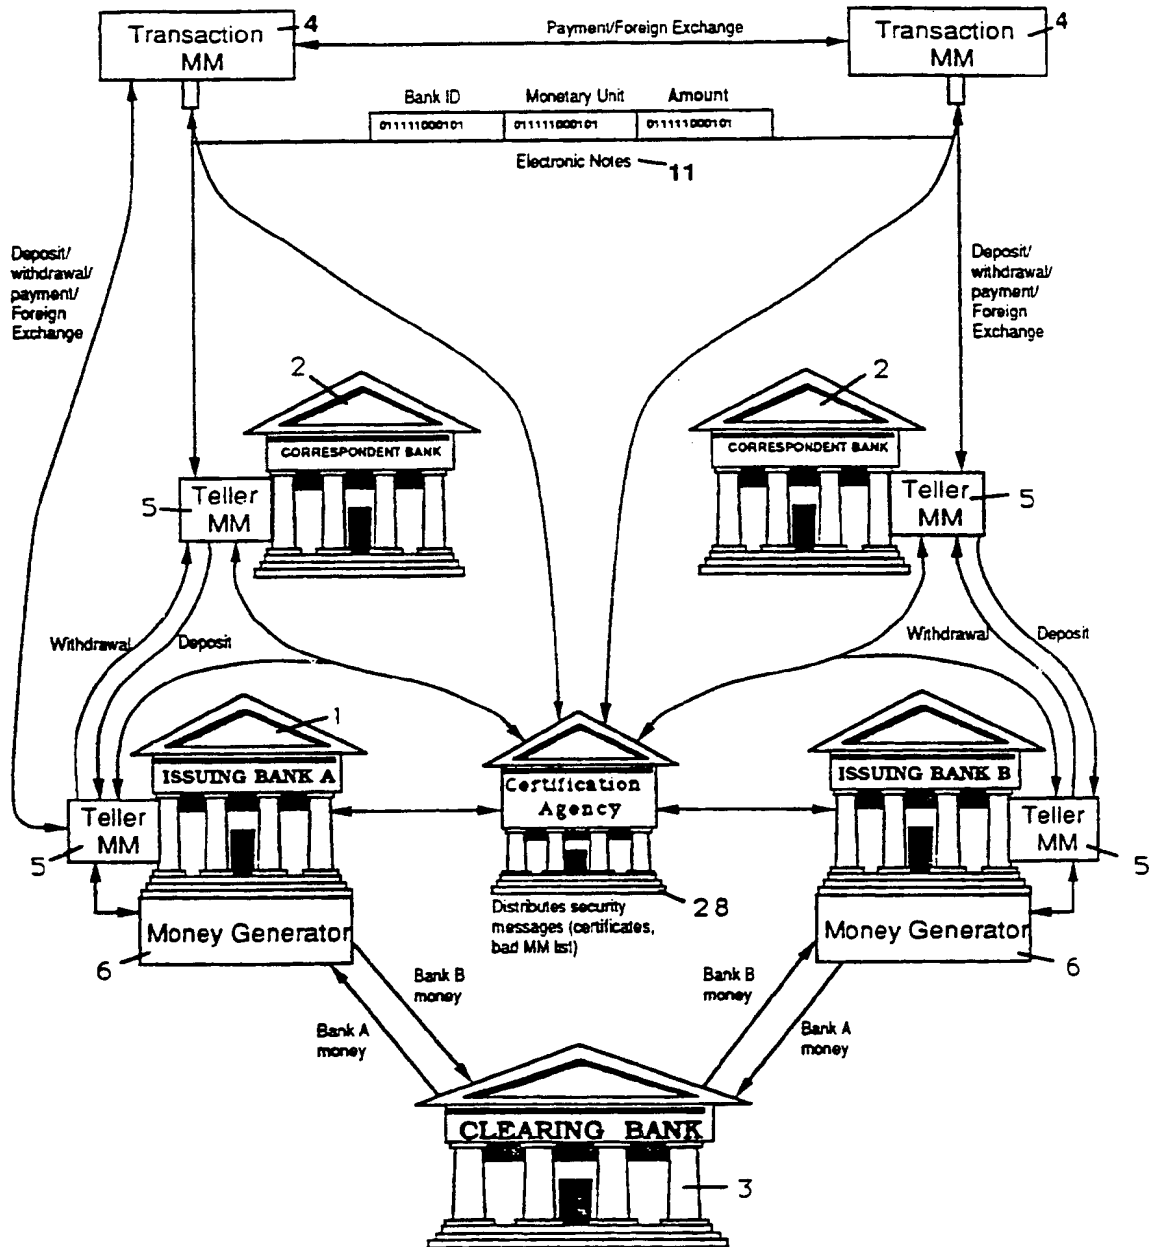 Transaction
MM
4
Payment/Foreign Exchange
Transaction
MM
4
Bank ID
Monetary Unit
Amount
011111000101
011111000101
011111000101
Electronic Notes
11
Deposit/
withdrawal/
payment/
Foreign
Exchange
Deposit/
withdrawal/
payment/
Foreign
Exchange
2
2
CORRESPONDENT BANK
CORRESPONDENT BANK
Teller
MM
5
Teller
MM
5
Withdrawal
Deposit
Withdrawal
Deposit
1
ISSUING BANK A
Certification
Agency
ISSUING BANK B
Teller
MM
5
Teller
MM
5
28
Distributes security
messages (certificates,
bad MM list)
Money Generator
6
Money Generator
6
Bank B
money
Bank A
money
Bank B
money
Bank A
money
CLEARING BANK
3